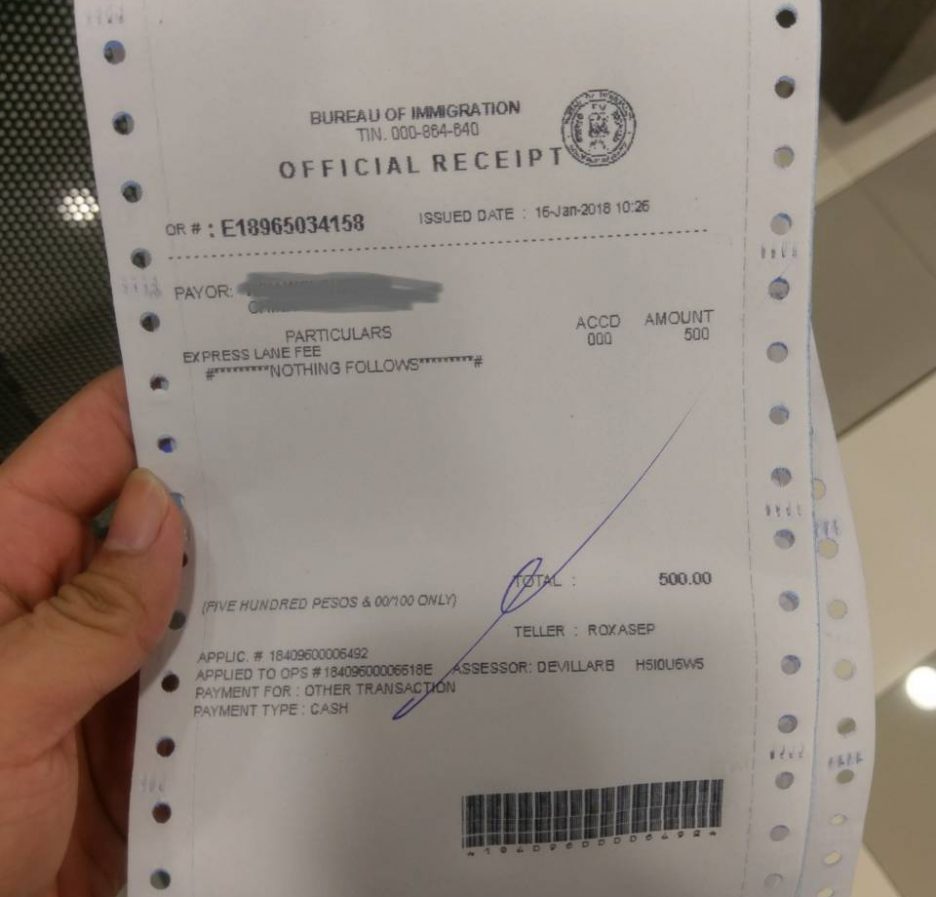 BUREAU OF IMMIGRATION
TIN. 000-864-640
OFFICIAL RECEIPT
OR # : E18965034158 ISSUED DATE : 16-Jan-2018 10:26
PAYOR:
PARTICULARS ACCD AMOUNT
EXPRESS LANE FEE 000 500
#*********NOTHING FOLLOWS*********#
TOTAL : 500.00
(FIVE HUNDRED PESOS & 00/100 ONLY)
TELLER : ROXASEP
APPLIC. # 18409600006492
APPLIED TO OPS # 18409600006618E ASSESSOR: DEVILLARB H5I0U6W5
PAYMENT FOR : OTHER TRANSACTION
PAYMENT TYPE : CASH
*18409600006492*